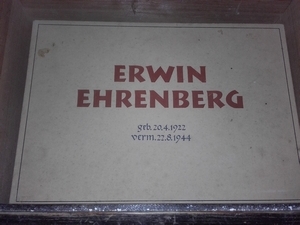 ERWIN
EHRENBERG
geb. 20.4.1922
verm. 22.8.1944